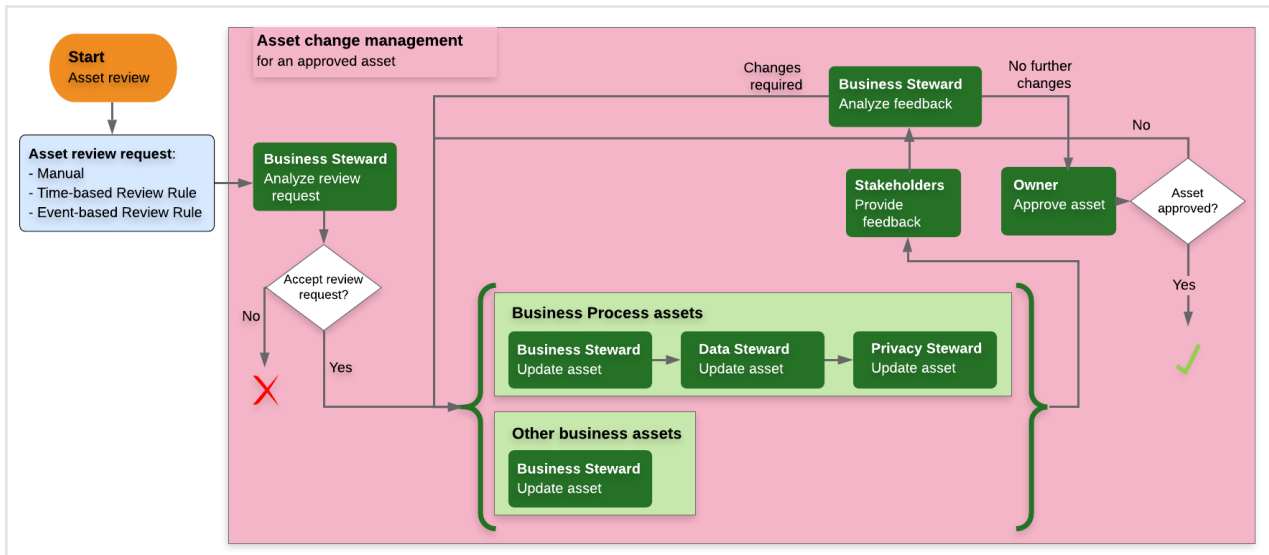 Start
Asset review
Asset review request:
- Manual
- Time-based Review Rule
- Event-based Review Rule
Asset change management
for an approved asset
Business Steward
Analyze review
request
Accept review
request?
No
Yes
Business Process assets
Business Steward
Update asset
Data Steward
Update asset
Privacy Steward
Update asset
Other business assets
Business Steward
Update asset
Stakeholders
Provide
feedback
Changes
required
Business Steward
Analyze feedback
No further
changes
Owner
Approve asset
Asset
approved?
No
Yes